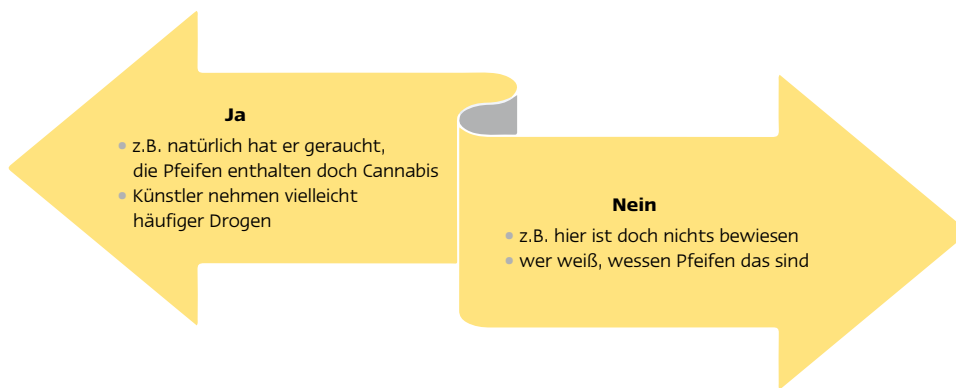 Ja
• z.B. natürlich hat er geraucht,
die Pfeifen enthalten doch Cannabis
• Künstler nehmen vielleicht
häufiger Drogen
Nein
• z.B. hier ist doch nichts bewiesen
• wer weiß, wessen Pfeifen das sind